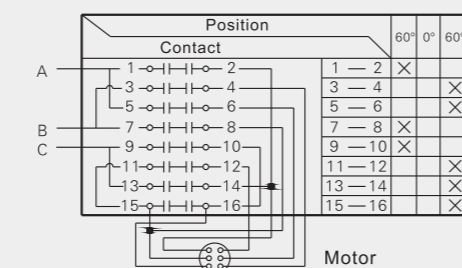 Position
Contact
60° 0° 60
A 1 2 1 — 2 ×
3 4 3 — 4 ×
5 6 5 — 6 ×
B 7 8 7 — 8 ×
C 9 10 9 — 10 ×
11 12 11 — 12 ×
13 14 13 — 14 ×
15 16 15 — 16 ×
Motor